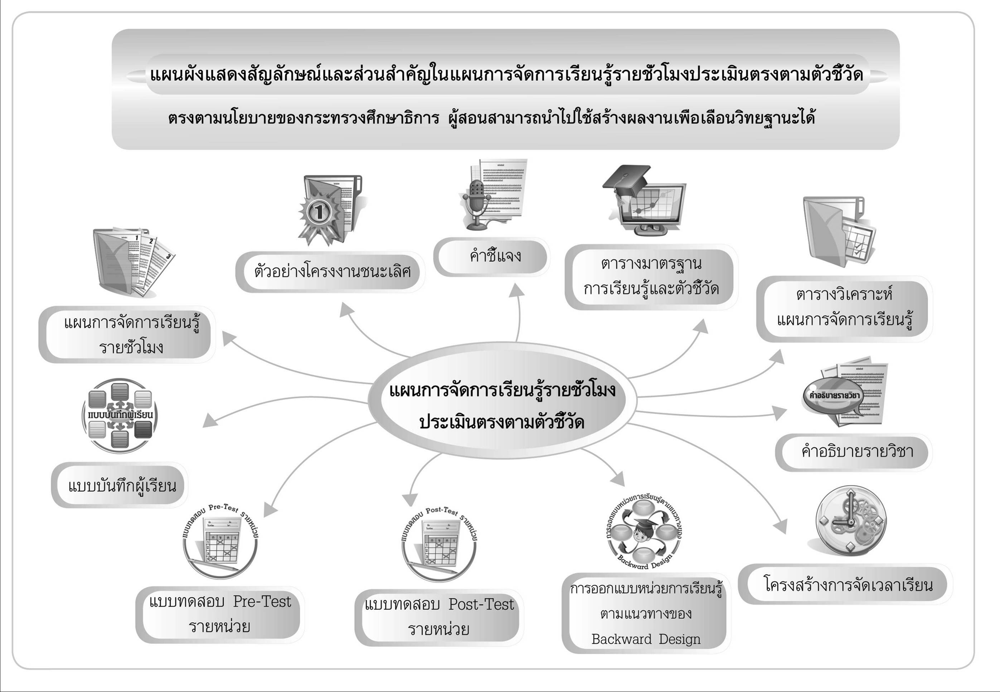 แผนผังแสดงสัญลักษณ์และส่วนสำคัญในแผนการจัดการเรียนรู้รายชั่วโมงประเมินตรงตามตัวชี้วัด
ตรงตามนโยบายของกระทรวงศึกษาธิการ ผู้สอนสามารถนำไปใช้สร้างผลงานเพื่อเลื่อนวิทยฐานะได้
คำชี้แจง
ตัวอย่างโครงงานชนะเลิศ
1
ตารางมาตรฐาน
การเรียนรู้และตัวชี้วัด
ตารางวิเคราะห์
แผนการจัดการเรียนรู้
1
2
3
แผนการจัดการเรียนรู้
รายชั่วโมง
แผนการจัดการเรียนรู้รายชั่วโมง
ประเมินตรงตามตัวชี้วัด
คำอธิบายรายวิชา
คำอธิบายรายวิชา
แบบบันทึกผู้เรียน
แบบบันทึกผู้เรียน
แบบทดสอบ Pre-Test รายหน่วย
ก ข ค ง
1
2
3
4
แบบทดสอบ Pre-Test
รายหน่วย
แบบทดสอบ Post-Test รายหน่วย
ก ข ค ง
1
2
3
4
แบบทดสอบ Post-Test
รายหน่วย
การออกแบบหน่วยการเรียนรู้ตามแนวทางของ
Backward Design
การออกแบบหน่วยการเรียนรู้
ตามแนวทางของ
Backward Design
โครงสร้างการจัดเวลาเรียน